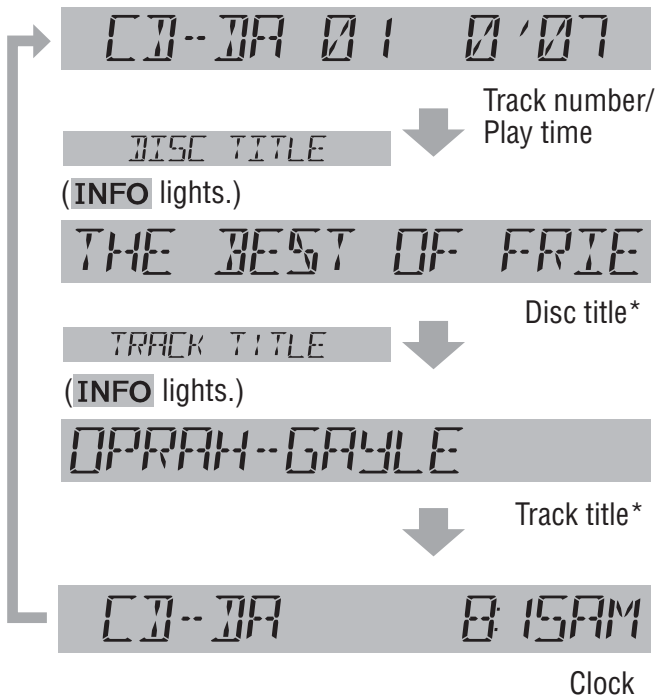 CD--DA 01 0'07
Track number/
Play time
DISC TITLE
(INFO lights.)
THE BEST OF FRIE
Disc title*
TRACK TITLE
(INFO lights.)
OPRAH--GAYLE
Track title*
CD--DA 8:15AM
Clock